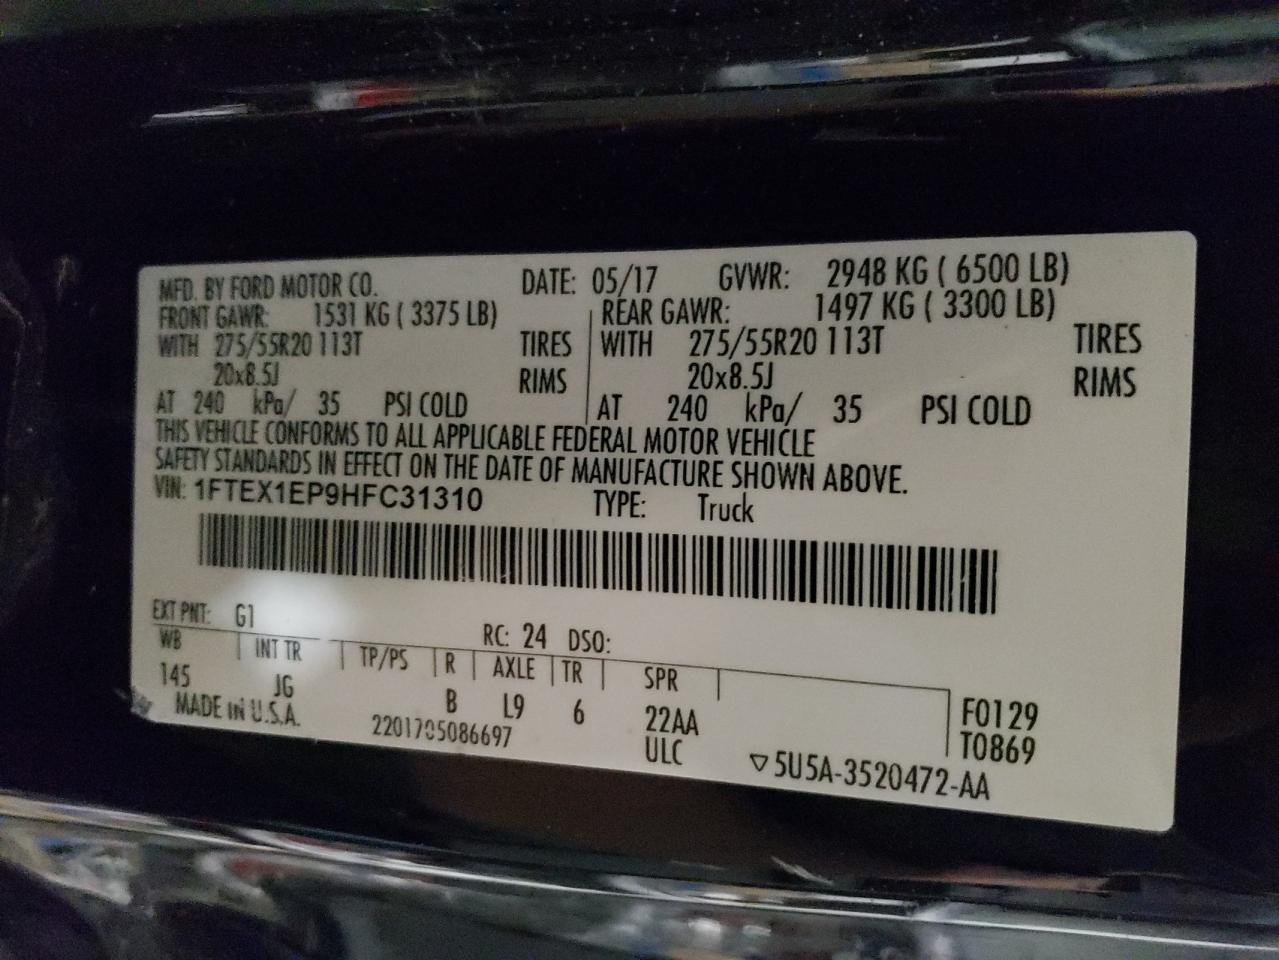 MFD. BY FORD MOTOR CO. DATE: 05/17 GVWR: 2948 KG ( 6500 LB)
FRONT GAWR: 1531 KG ( 3375 LB) REAR GAWR: 1497 KG ( 3300 LB)
WITH 275/55R20 113T TIRES WITH 275/55R20 113T TIRES
20x8.5J RIMS 20x8.5J RIMS
AT 240 kPa/ 35 PSI COLD AT 240 kPa/ 35 PSI COLD
THIS VEHICLE CONFORMS TO ALL APPLICABLE FEDERAL MOTOR VEHICLE
SAFETY STANDARDS IN EFFECT ON THE DATE OF MANUFACTURE SHOWN ABOVE.
VIN: 1FTEX1EP9HFC31310 TYPE: Truck
EXT PNT: G1 RC: 24 DSO:
WB INT TR TP/PS R AXLE TR SPR
145 JG B L9 6 22AA F0129
MADE IN U.S.A. 2201705086697 ULC T0869
▽5U5A-3520472-AA